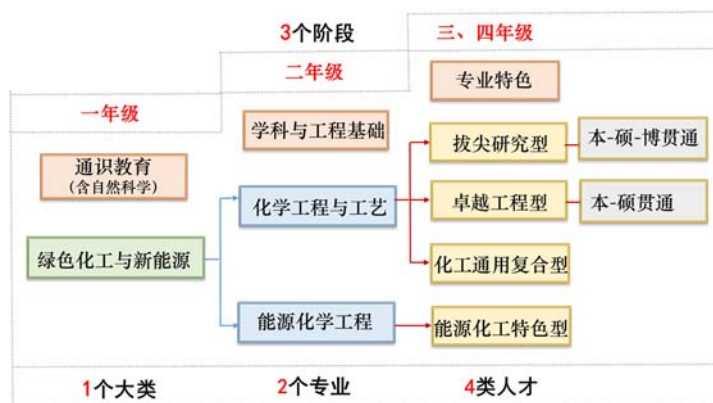 3个阶段
三、四年级
二年级
一年级
专业特色
学科与工程基础
通识教育
(含自然科学)
拔尖研究型
本-硕-博贯通
化学工程与工艺
卓越工程型
本-硕贯通
绿色化工与新能源
化工通用复合型
能源化学工程
能源化工特色型
1个大类
2个专业
4类人才